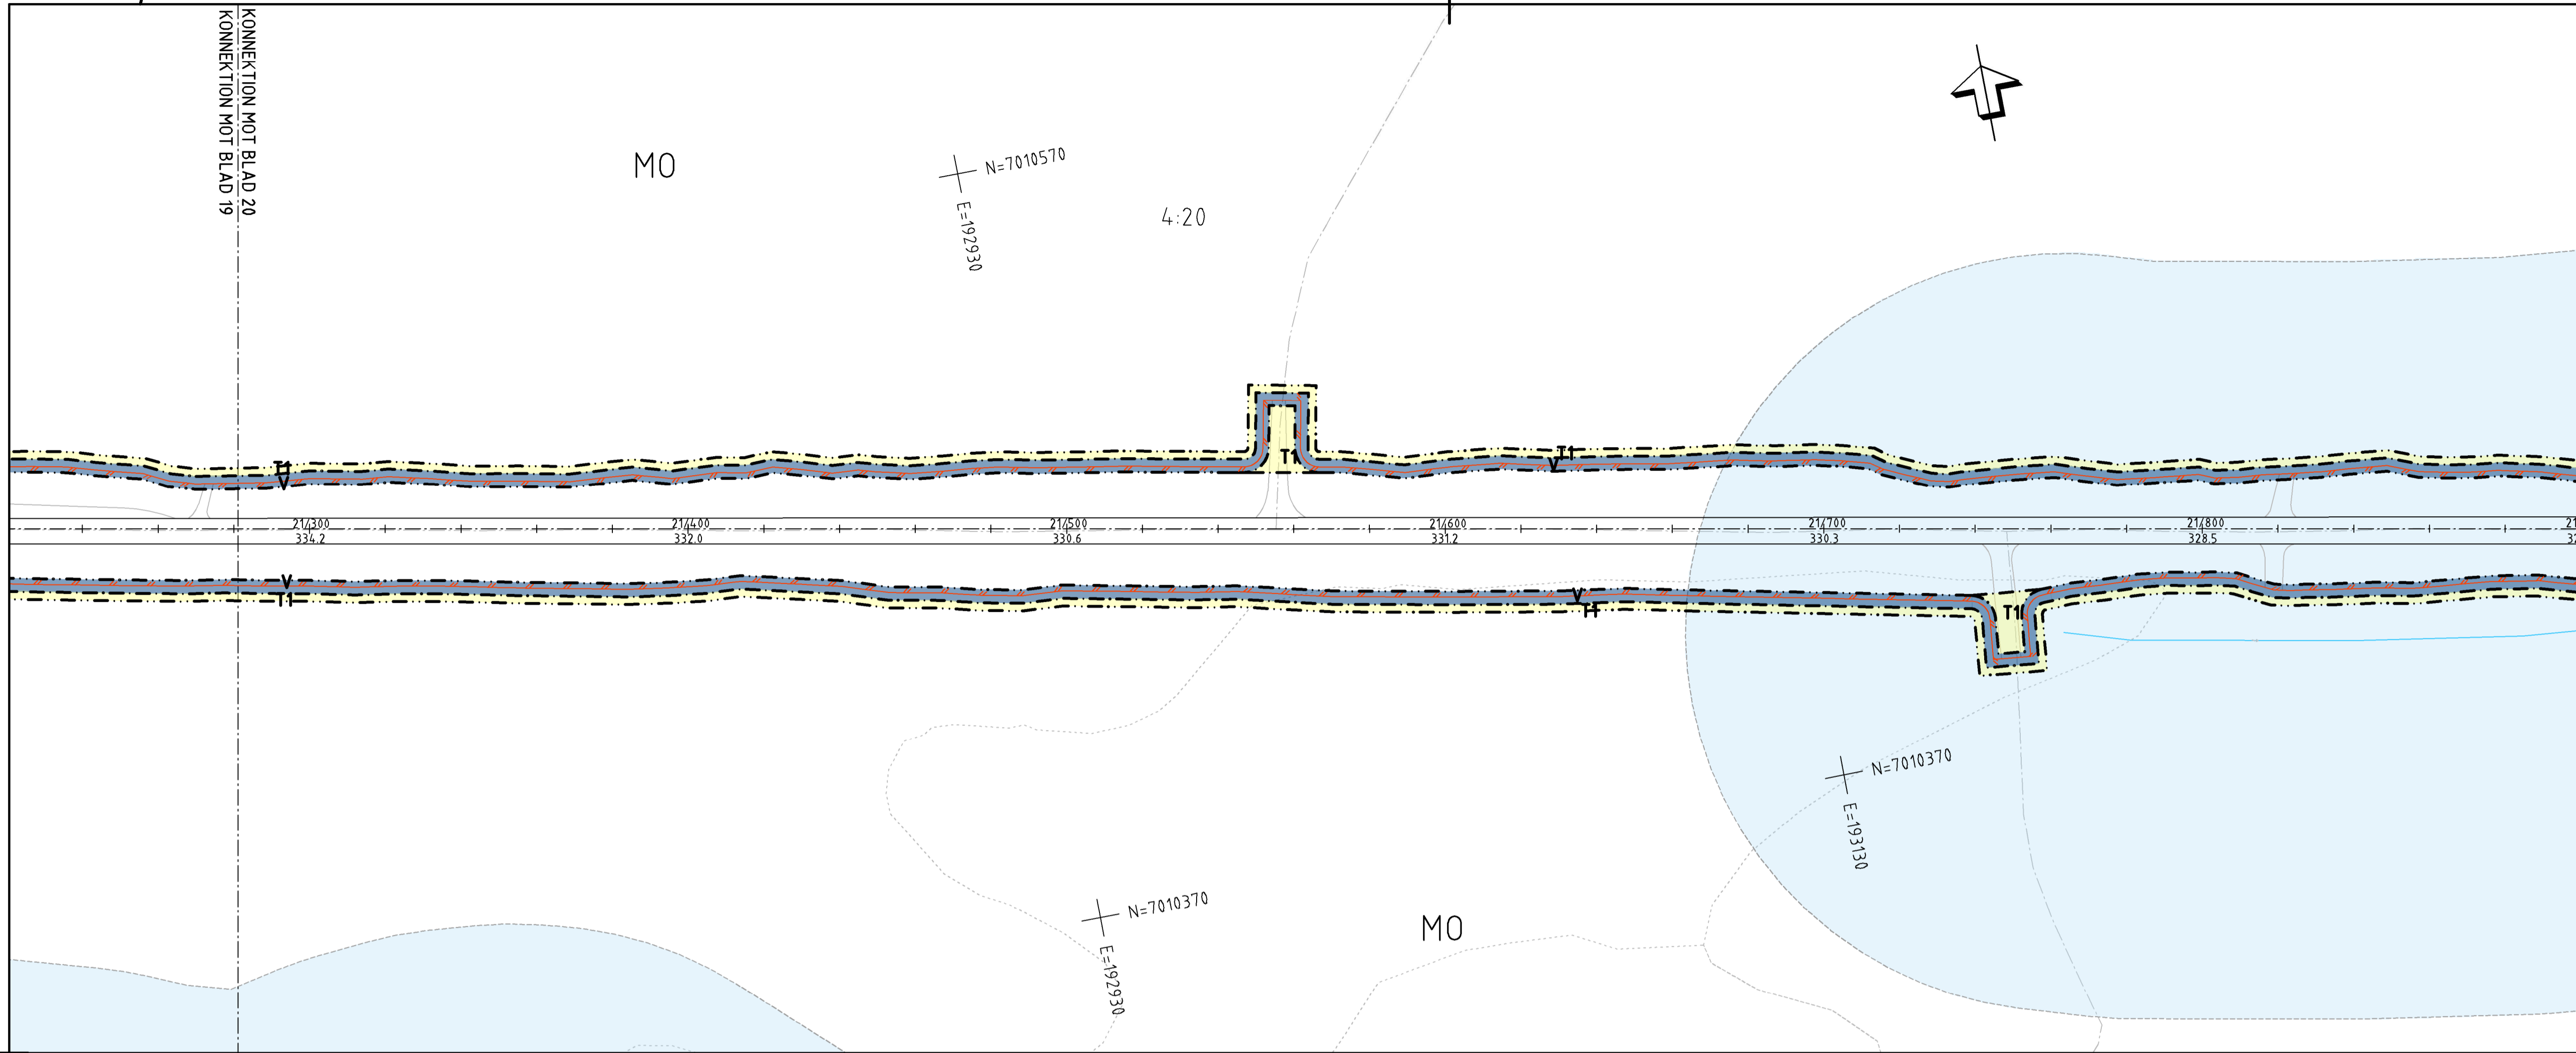 KONNEKTION MOT BLAD 20
KONNEKTION MOT BLAD 19
MO
N=7010570
E=192930
4:20
T1
V
T1
T1
V
21/300
21/400
21/500
21/600
21/700
21/800
334.2
332.0
330.6
331.2
330.3
328.5
V
T1
V
T1
T1
N=7010370
E=193130
N=7010370
E=192930
MO